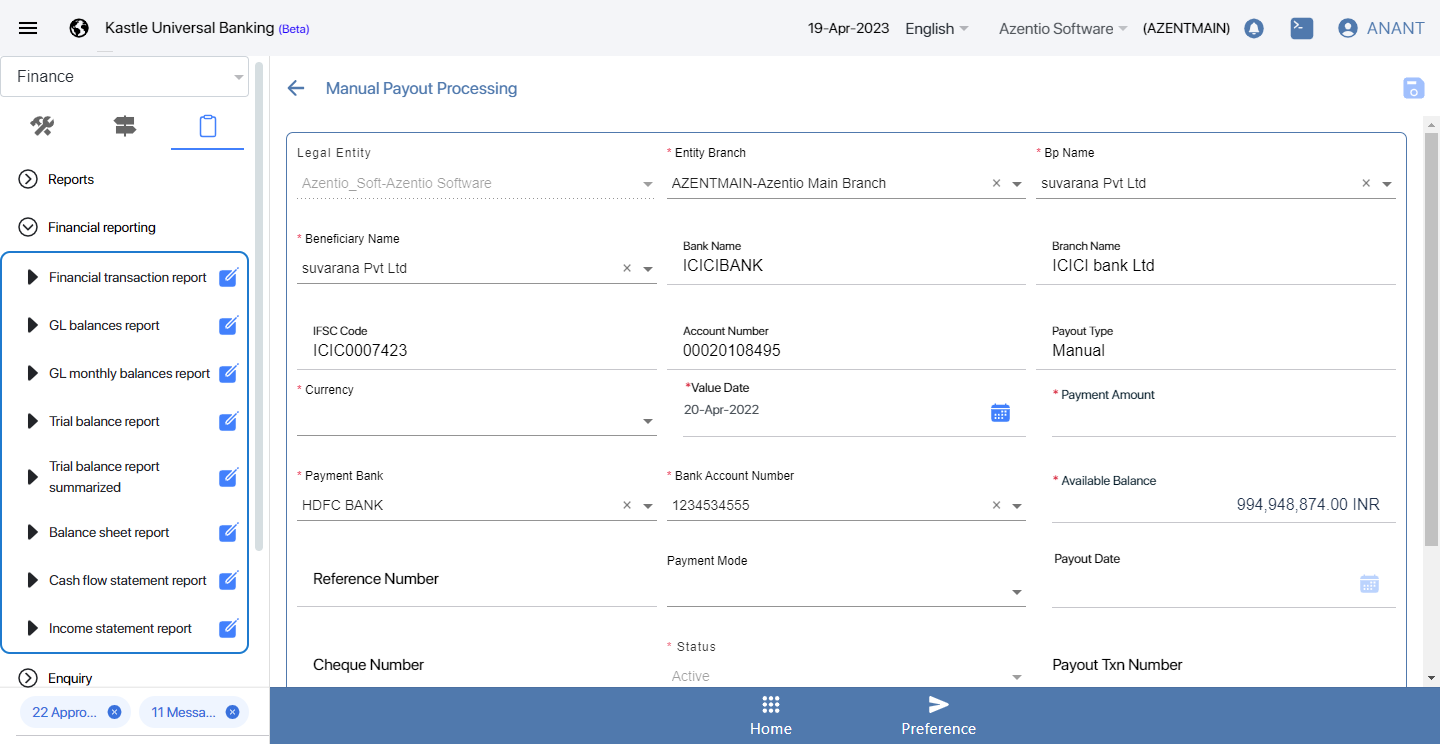 Kastle Universal Banking (Beta)
19-Apr-2023
English
Azentio Software
(AZENTMAIN)
ANANT
Finance
Reports
Financial reporting
Financial transaction report
GL balances report
GL monthly balances report
Trial balance report
Trial balance report
summarized
Balance sheet report
Cash flow statement report
Income statement report
Enquiry
22 Appro...
11 Messa...
Manual Payout Processing
Legal Entity
* Entity Branch
* Bp Name
Azentio_Soft-Azentio Software
AZENTMAIN-Azentio Main Branch
suvarana Pvt Ltd
* Beneficiary Name
Bank Name
Branch Name
suvarana Pvt Ltd
ICICIBANK
ICICI bank Ltd
IFSC Code
Account Number
Payout Type
ICIC0007423
00020108495
Manual
* Currency
*Value Date
* Payment Amount
20-Apr-2022
* Payment Bank
* Bank Account Number
* Available Balance
HDFC BANK
1234534555
994,948,874.00 INR
Reference Number
Payment Mode
Payout Date
Cheque Number
* Status
Active
Payout Txn Number
Home
Preference